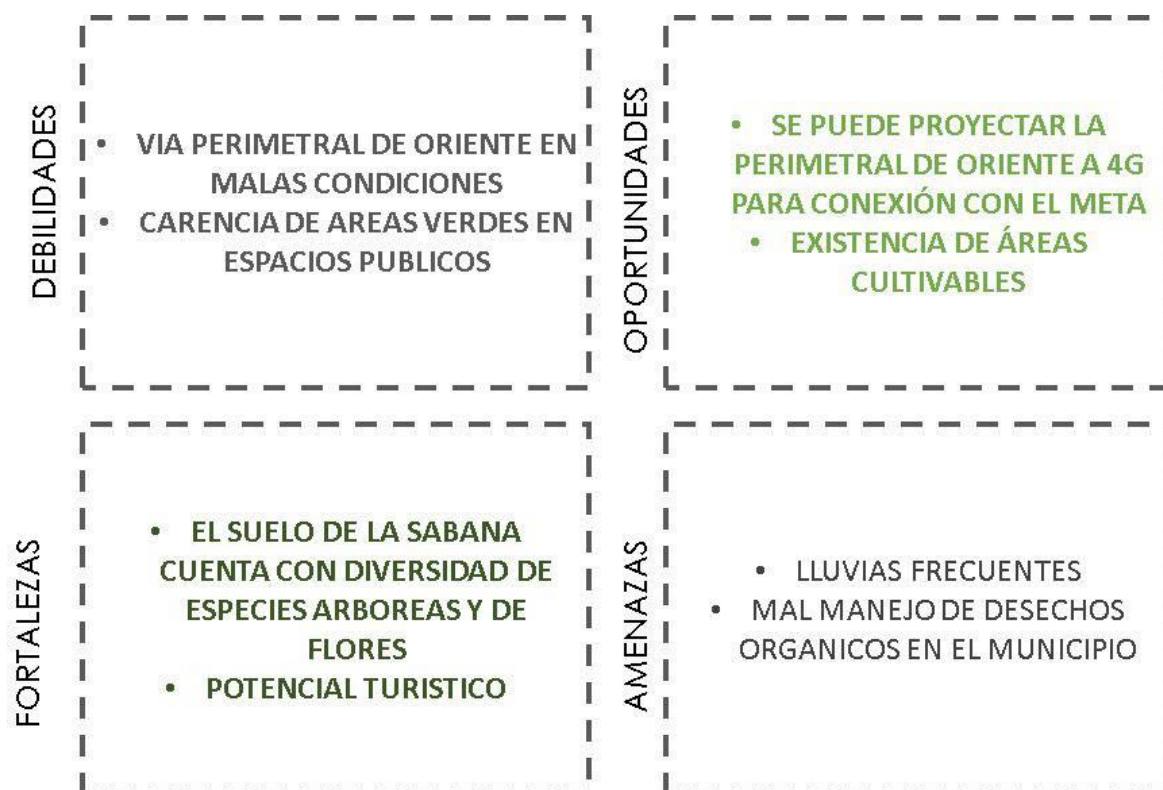 DEBILIDADES
• VIA PERIMETRAL DE ORIENTE EN
MALAS CONDICIONES
• CARENCIA DE AREAS VERDES EN
ESPACIOS PUBLICOS
OPORTUNIDADES
• SE PUEDE PROYECTAR LA
PERIMETRAL DE ORIENTE A 4G
PARA CONEXIÓN CON EL META
• EXISTENCIA DE ÁREAS
CULTIVABLES
FORTALEZAS
• EL SUELO DE LA SABANA
CUENTA CON DIVERSIDAD DE
ESPECIES ARBOREAS Y DE
FLORES
• POTENCIAL TURISTICO
AMENAZAS
• LLUVIAS FRECUENTES
• MAL MANEJO DE DESECHOS
ORGANICOS EN EL MUNICIPIO